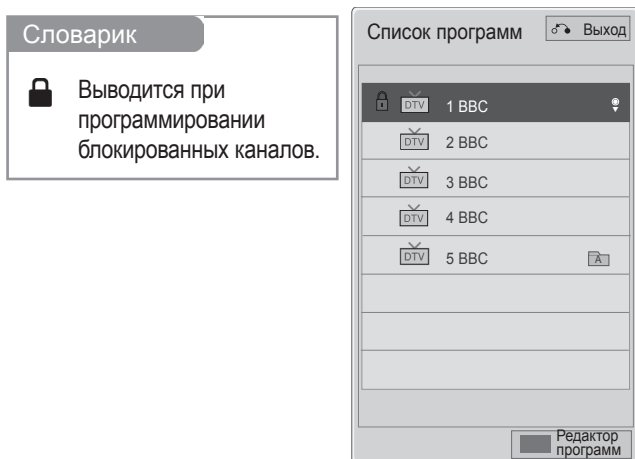 Словарик
Выводится при
программировании
блокированных каналов.
Список программ
Выход
DTV 1 BBC
DTV 2 BBC
DTV 3 BBC
DTV 4 BBC
DTV 5 BBC A
Редактор
программ